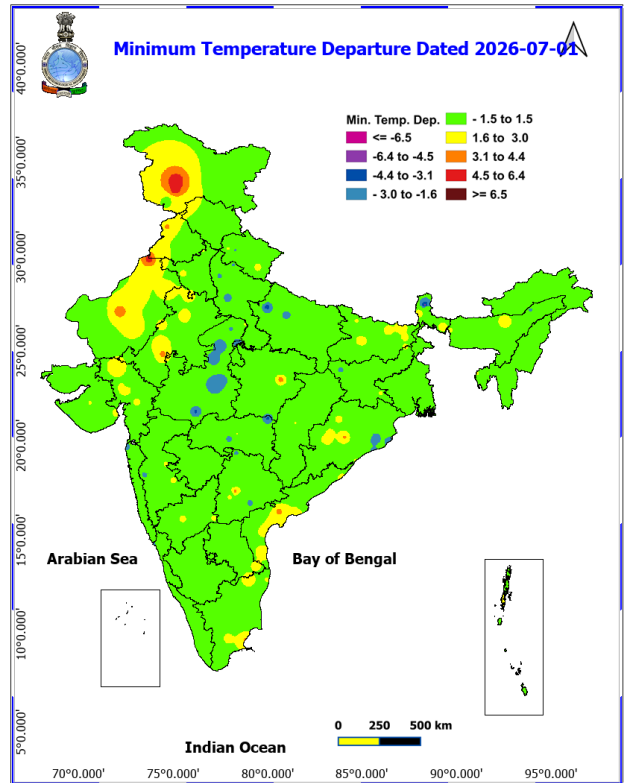 Minimum Temperature Departure Dated 2026-07-01
Min. Temp. Dep.
<= -6.5
-6.4 to -4.5
-4.4 to -3.1
- 3.0 to -1.6
- 1.5 to 1.5
1.6 to 3.0
3.1 to 4.4
4.5 to 6.4
>= 6.5
40°0.000'
35°0.000'
30°0.000'
25°0.000'
20°0.000'
15°0.000'
10°0.000'
5°0.000'
Arabian Sea
Bay of Bengal
Indian Ocean
0 250 500 km
70°0.000' 75°0.000' 80°0.000' 85°0.000' 90°0.000' 95°0.000'